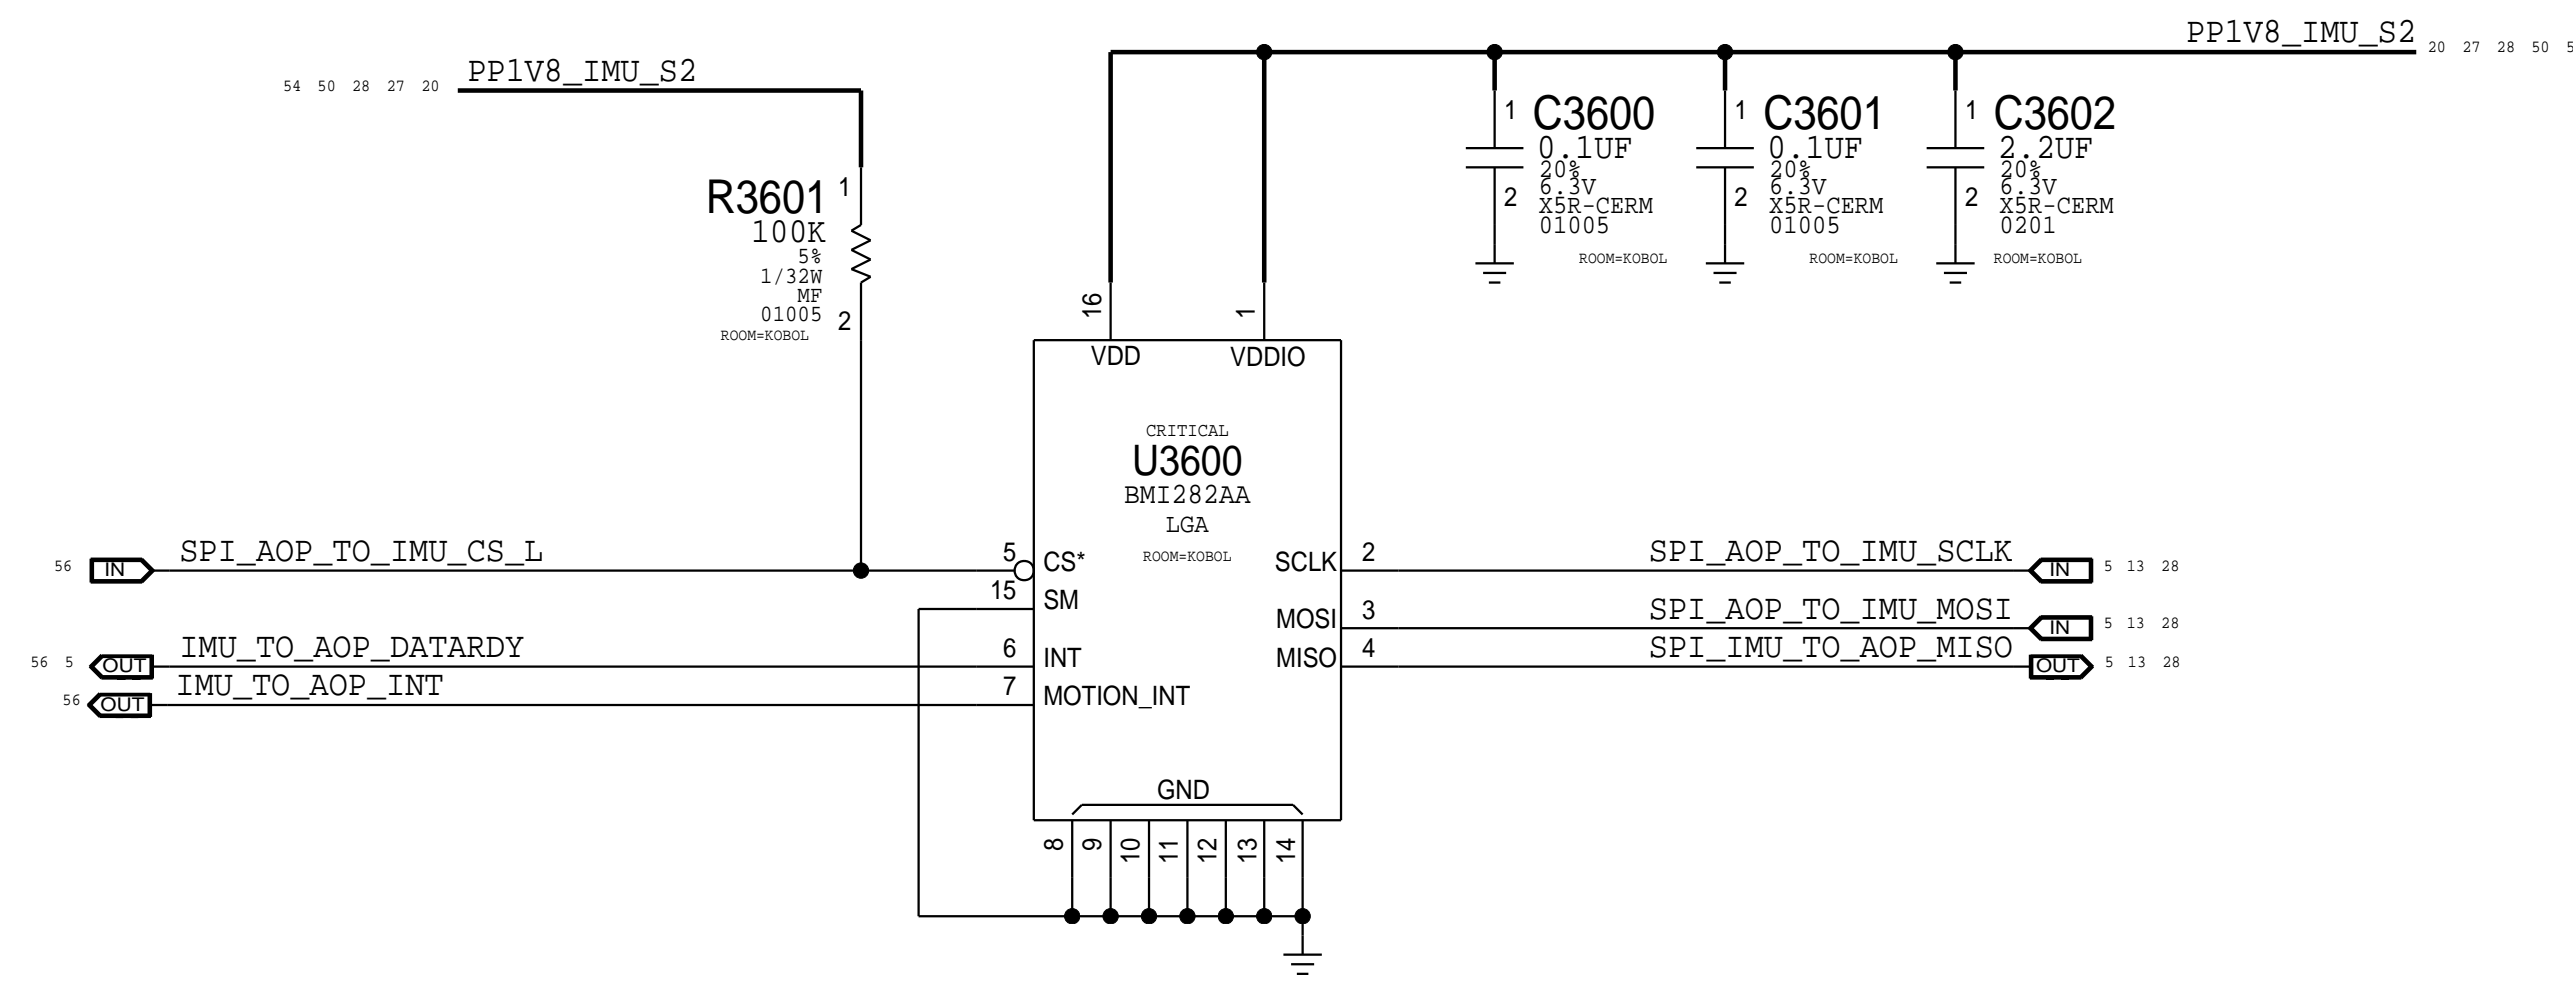 PP1V8_IMU_S2 20 27 28 50 5
54 50 28 27 20 PP1V8_IMU_S2
R3601
100K
5%
1/32W
MF
01005
ROOM=KOBOL
1
2
1 C3600
0.1UF
20%
6.3V
2 X5R-CERM
01005
ROOM=KOBOL
1 C3601
0.1UF
20%
6.3V
2 X5R-CERM
01005
ROOM=KOBOL
1 C3602
2.2UF
20%
6.3V
2 X5R-CERM
0201
ROOM=KOBOL
16 1
VDD VDDIO
CRITICAL
U3600
BMI282AA
LGA
ROOM=KOBOL
56 IN SPI_AOP_TO_IMU_CS_L 5 CS*
15 SM
56 5 OUT IMU_TO_AOP_DATARDY 6 INT
56 OUT IMU_TO_AOP_INT 7 MOTION_INT
SCLK 2 SPI_AOP_TO_IMU_SCLK IN 5 13 28
MOSI 3 SPI_AOP_TO_IMU_MOSI IN 5 13 28
MISO 4 SPI_IMU_TO_AOP_MISO OUT 5 13 28
GND
8 9 10 11 12 13 14